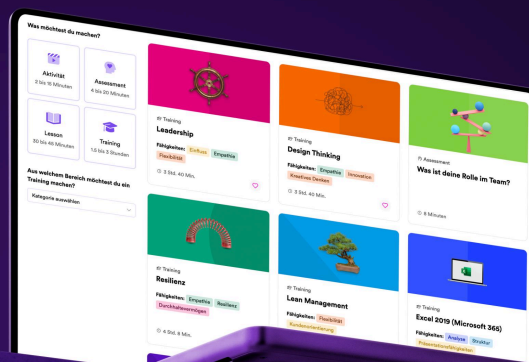 Was möchtest du machen?
Aktivität
2 bis 15 Minuten
Assessment
4 bis 20 Minuten
Lesson
30 bis 45 Minuten
Training
1.5 bis 3 Stunden
Aus welchem Bereich möchtest du ein
Training machen?
Kategorie auswählen
Training
Leadership
Fähigkeiten: Einfluss Empathie
Flexibilität
3 Std. 40 Min.
Training
Design Thinking
Fähigkeiten: Empathie Innovation
Kreatives Denken
3 Std. 40 Min.
Assessment
Was ist deine Rolle im Team?
6 Minuten
Training
Resilienz
Fähigkeiten: Empathie Resilienz
Durchhaltevermögen
4 Std. 6 Min.
Training
Lean Management
Fähigkeiten: Flexibilität
Kundenorientierung
Training
Excel 2019 (Microsoft 365)
Fähigkeiten: Analyse Struktur
Präsentationsfähigkeiten